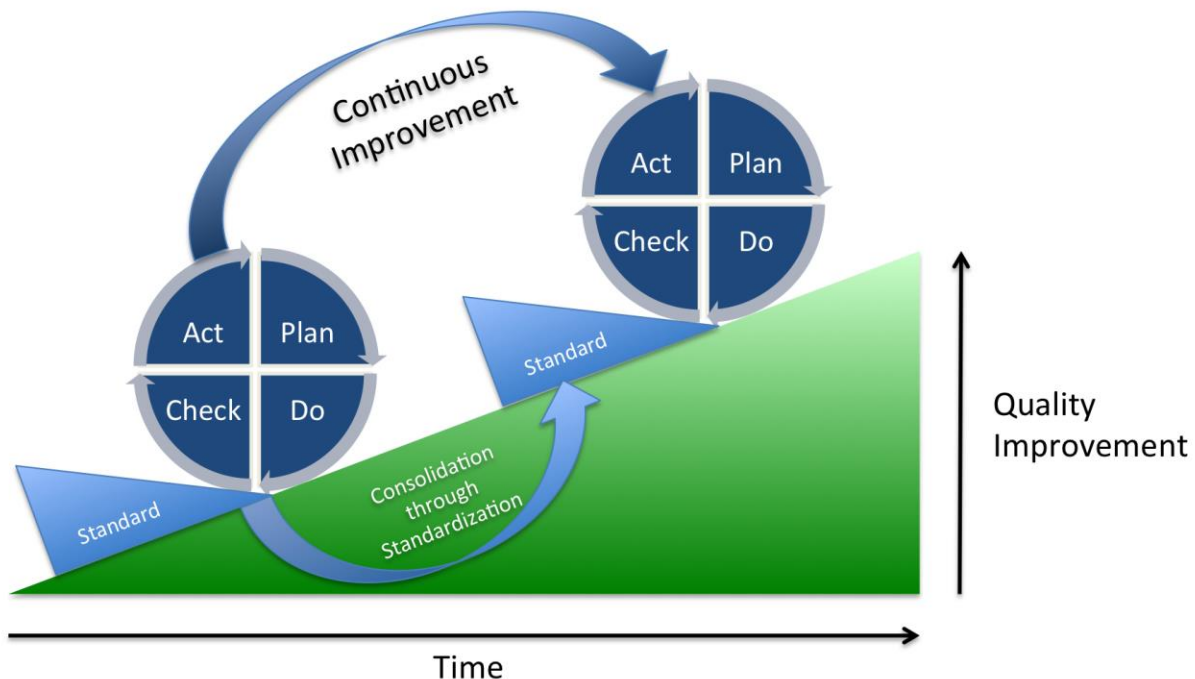 Continuous
Improvement
Act Plan
Check Do
Act Plan
Check Do
Standard
Standard
Consolidation
through
Standardization
Quality
Improvement
Time